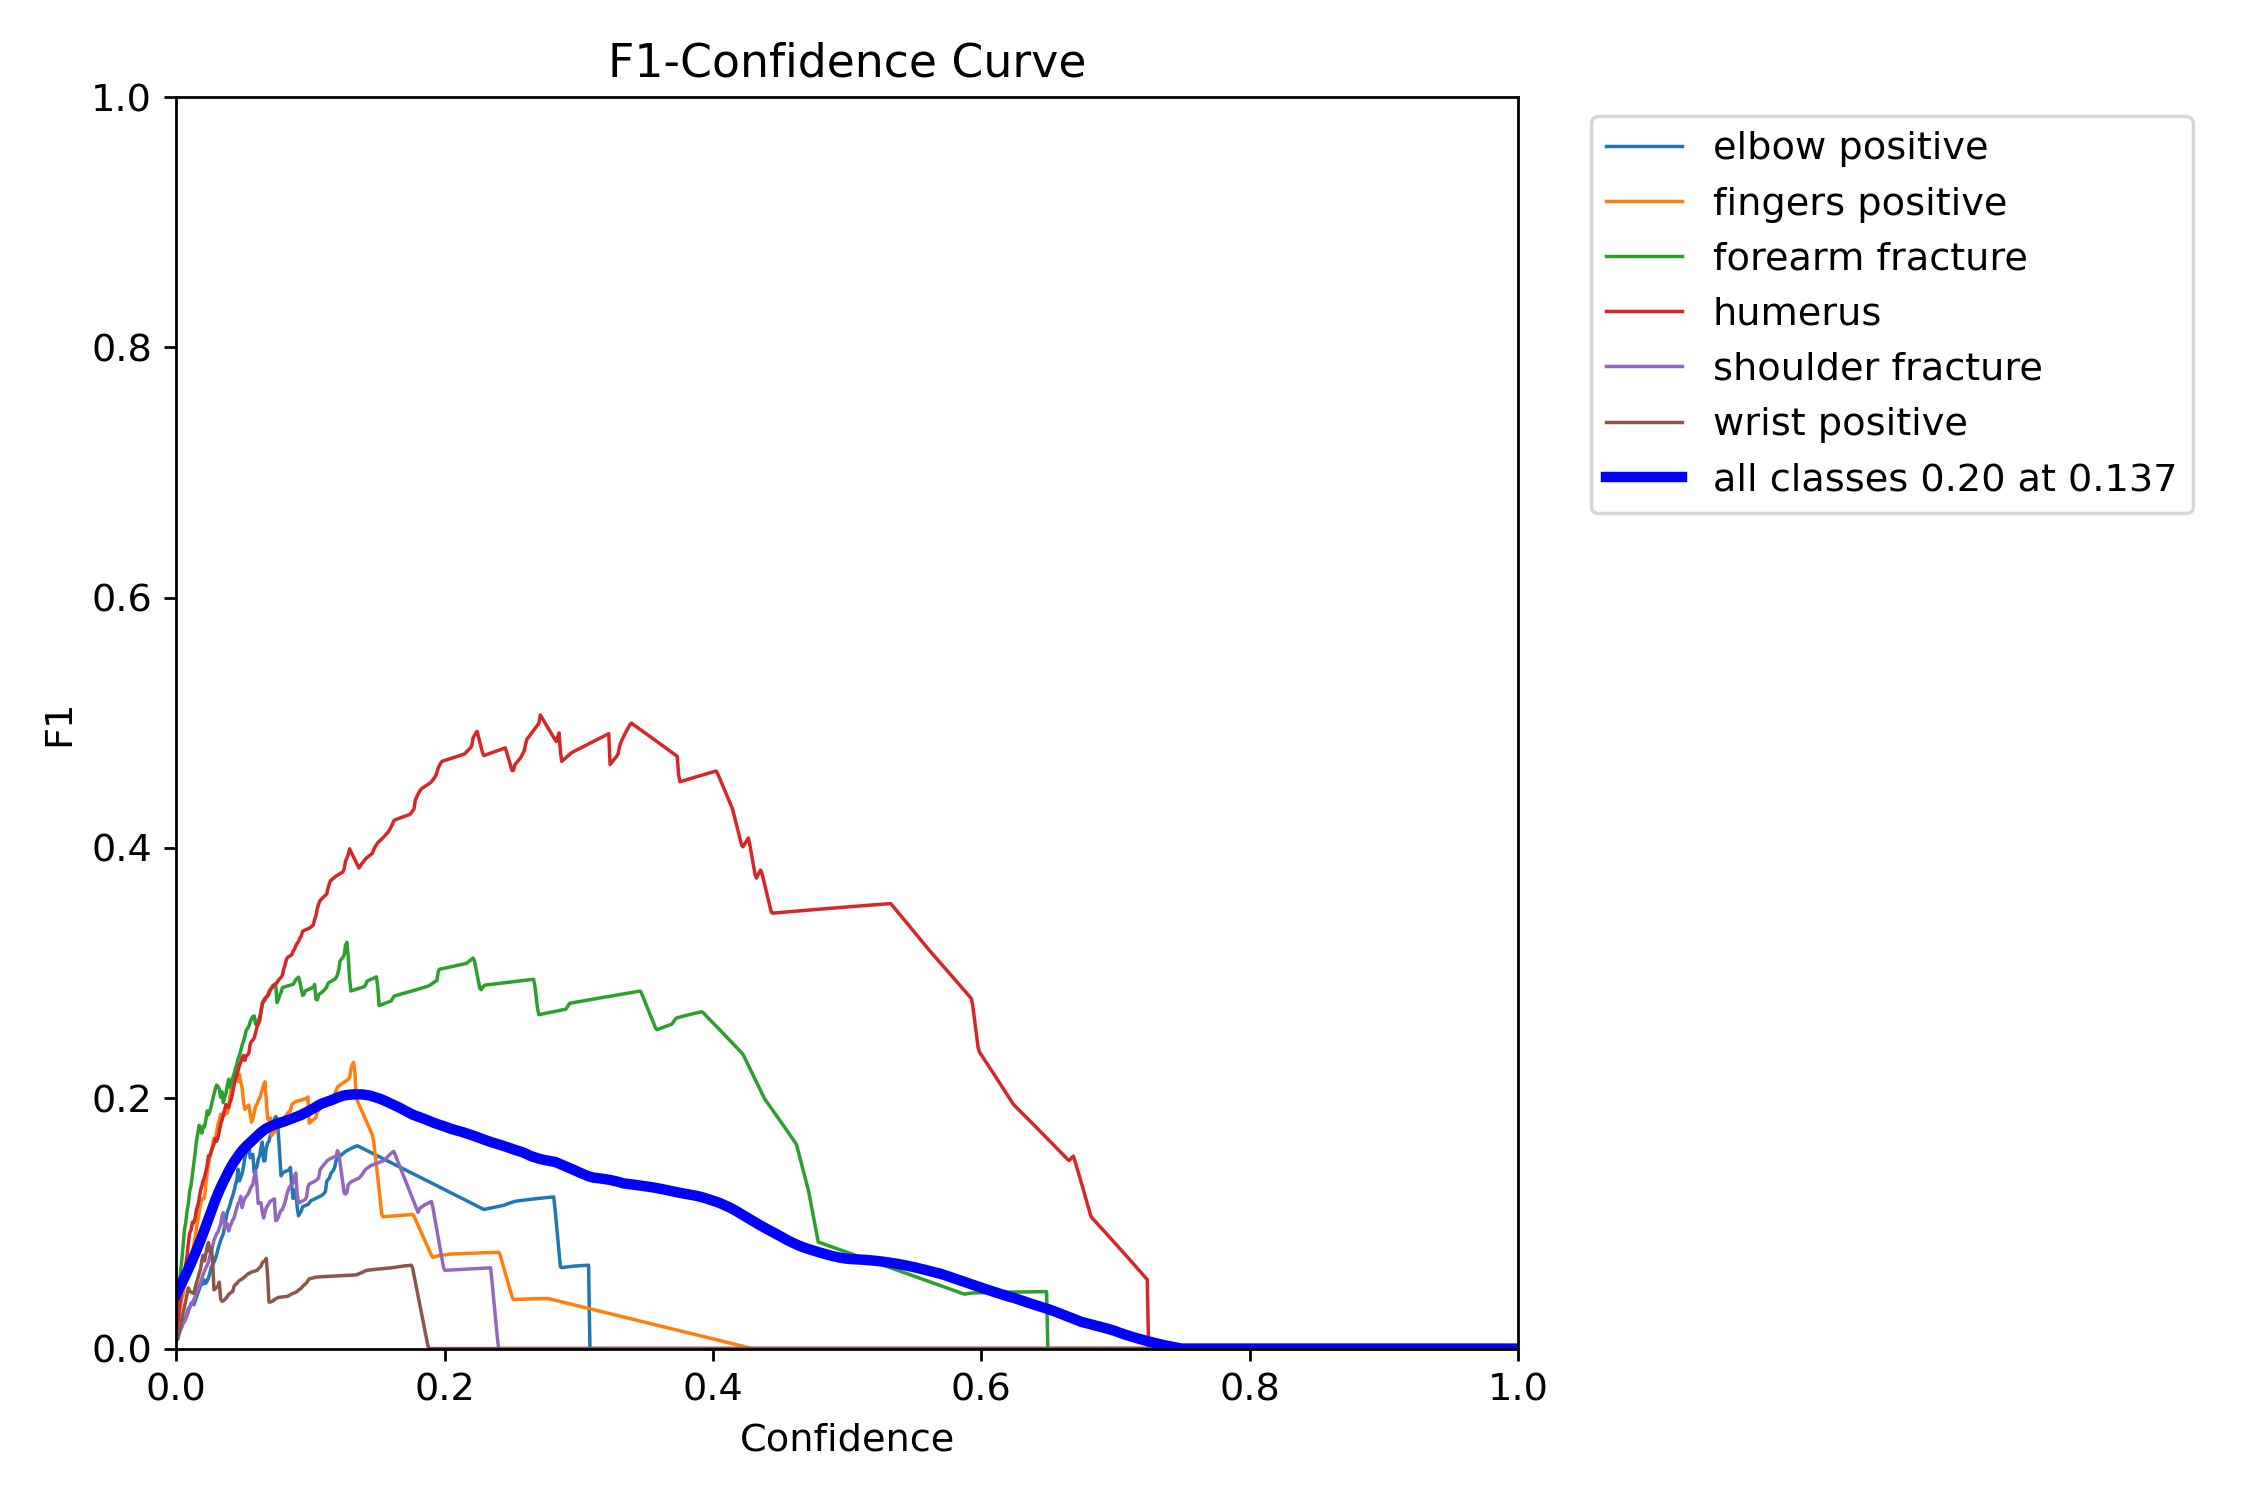 F1-Confidence Curve
1.0
0.8
0.6
0.4
0.2
0.0
F1
0.0 0.2 0.4 0.6 0.8 1.0
Confidence
elbow positive
fingers positive
forearm fracture
humerus
shoulder fracture
wrist positive
all classes 0.20 at 0.137